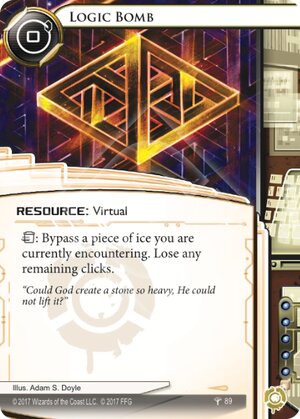 0
LOGIC BOMB
RESOURCE: Virtual
: Bypass a piece of ice you are
currently encountering. Lose any
remaining clicks.
"Could God create a stone so heavy, He could
not lift it?"
Illus. Adam S. Doyle
© 2017 Wizards of the Coast LLC. © 2017 FFG
89